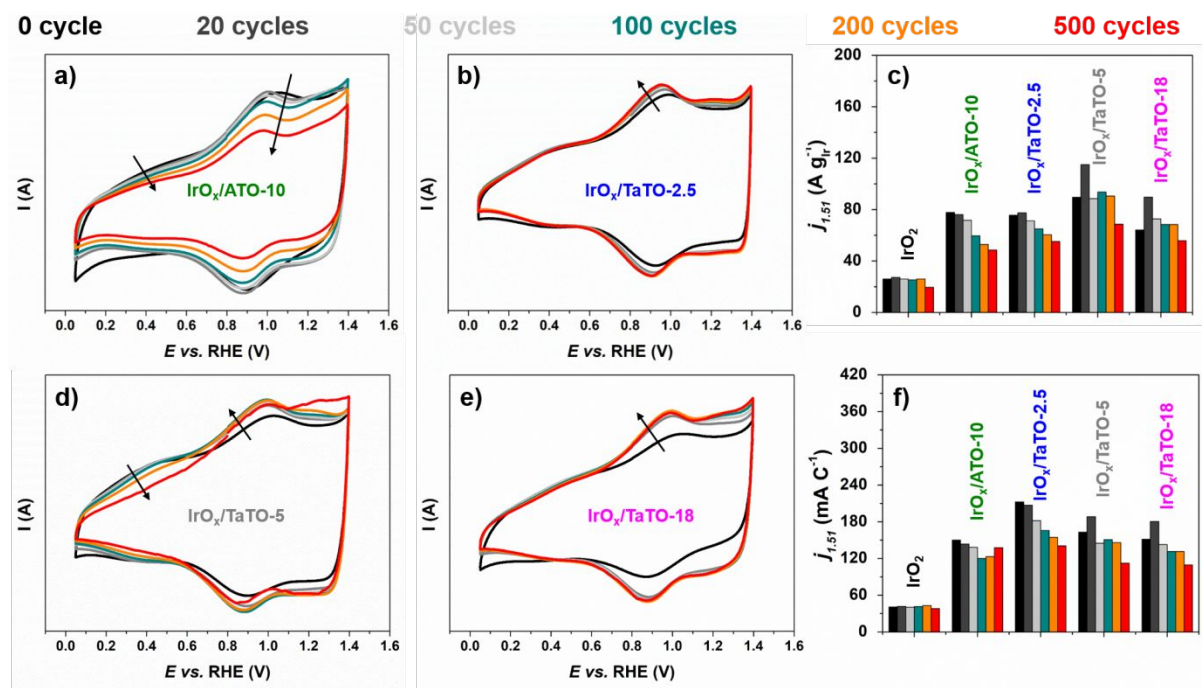 0 cycle 20 cycles 50 cycles 100 cycles 200 cycles 500 cycles
a)
IrOx/ATO-10
I (A)
0.0 0.2 0.4 0.6 0.8 1.0 1.2 1.4 1.6
E vs. RHE (V)
b)
IrOx/TaTO-2.5
I (A)
0.0 0.2 0.4 0.6 0.8 1.0 1.2 1.4 1.6
E vs. RHE (V)
c)
200
160
120
80
40
0
j1.51 (A g-1Ir)
IrO2
IrOx/ATO-10
IrOx/TaTO-2.5
IrOx/TaTO-5
IrOx/TaTO-18
d)
IrOx/TaTO-5
I (A)
0.0 0.2 0.4 0.6 0.8 1.0 1.2 1.4 1.6
E vs. RHE (V)
e)
IrOx/TaTO-18
I (A)
0.0 0.2 0.4 0.6 0.8 1.0 1.2 1.4 1.6
E vs. RHE (V)
f)
420
360
300
240
180
120
60
0
j1.51 (mA C-1)
IrO2
IrOx/ATO-10
IrOx/TaTO-2.5
IrOx/TaTO-5
IrOx/TaTO-18